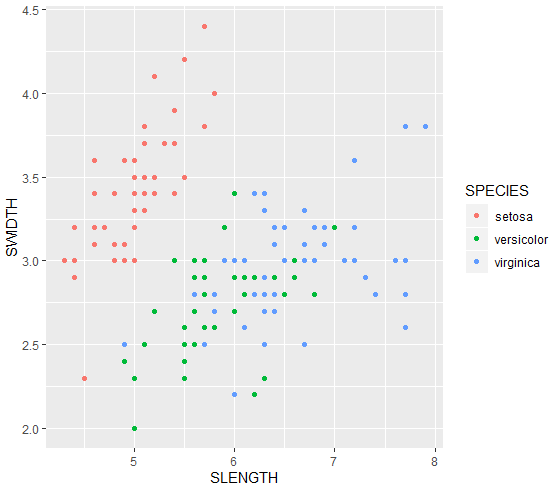 4.5
4.0
3.5
3.0
2.5
2.0
SWIDTH
5 6 7 8
SLENGTH
SPECIES
setosa
versicolor
virginica